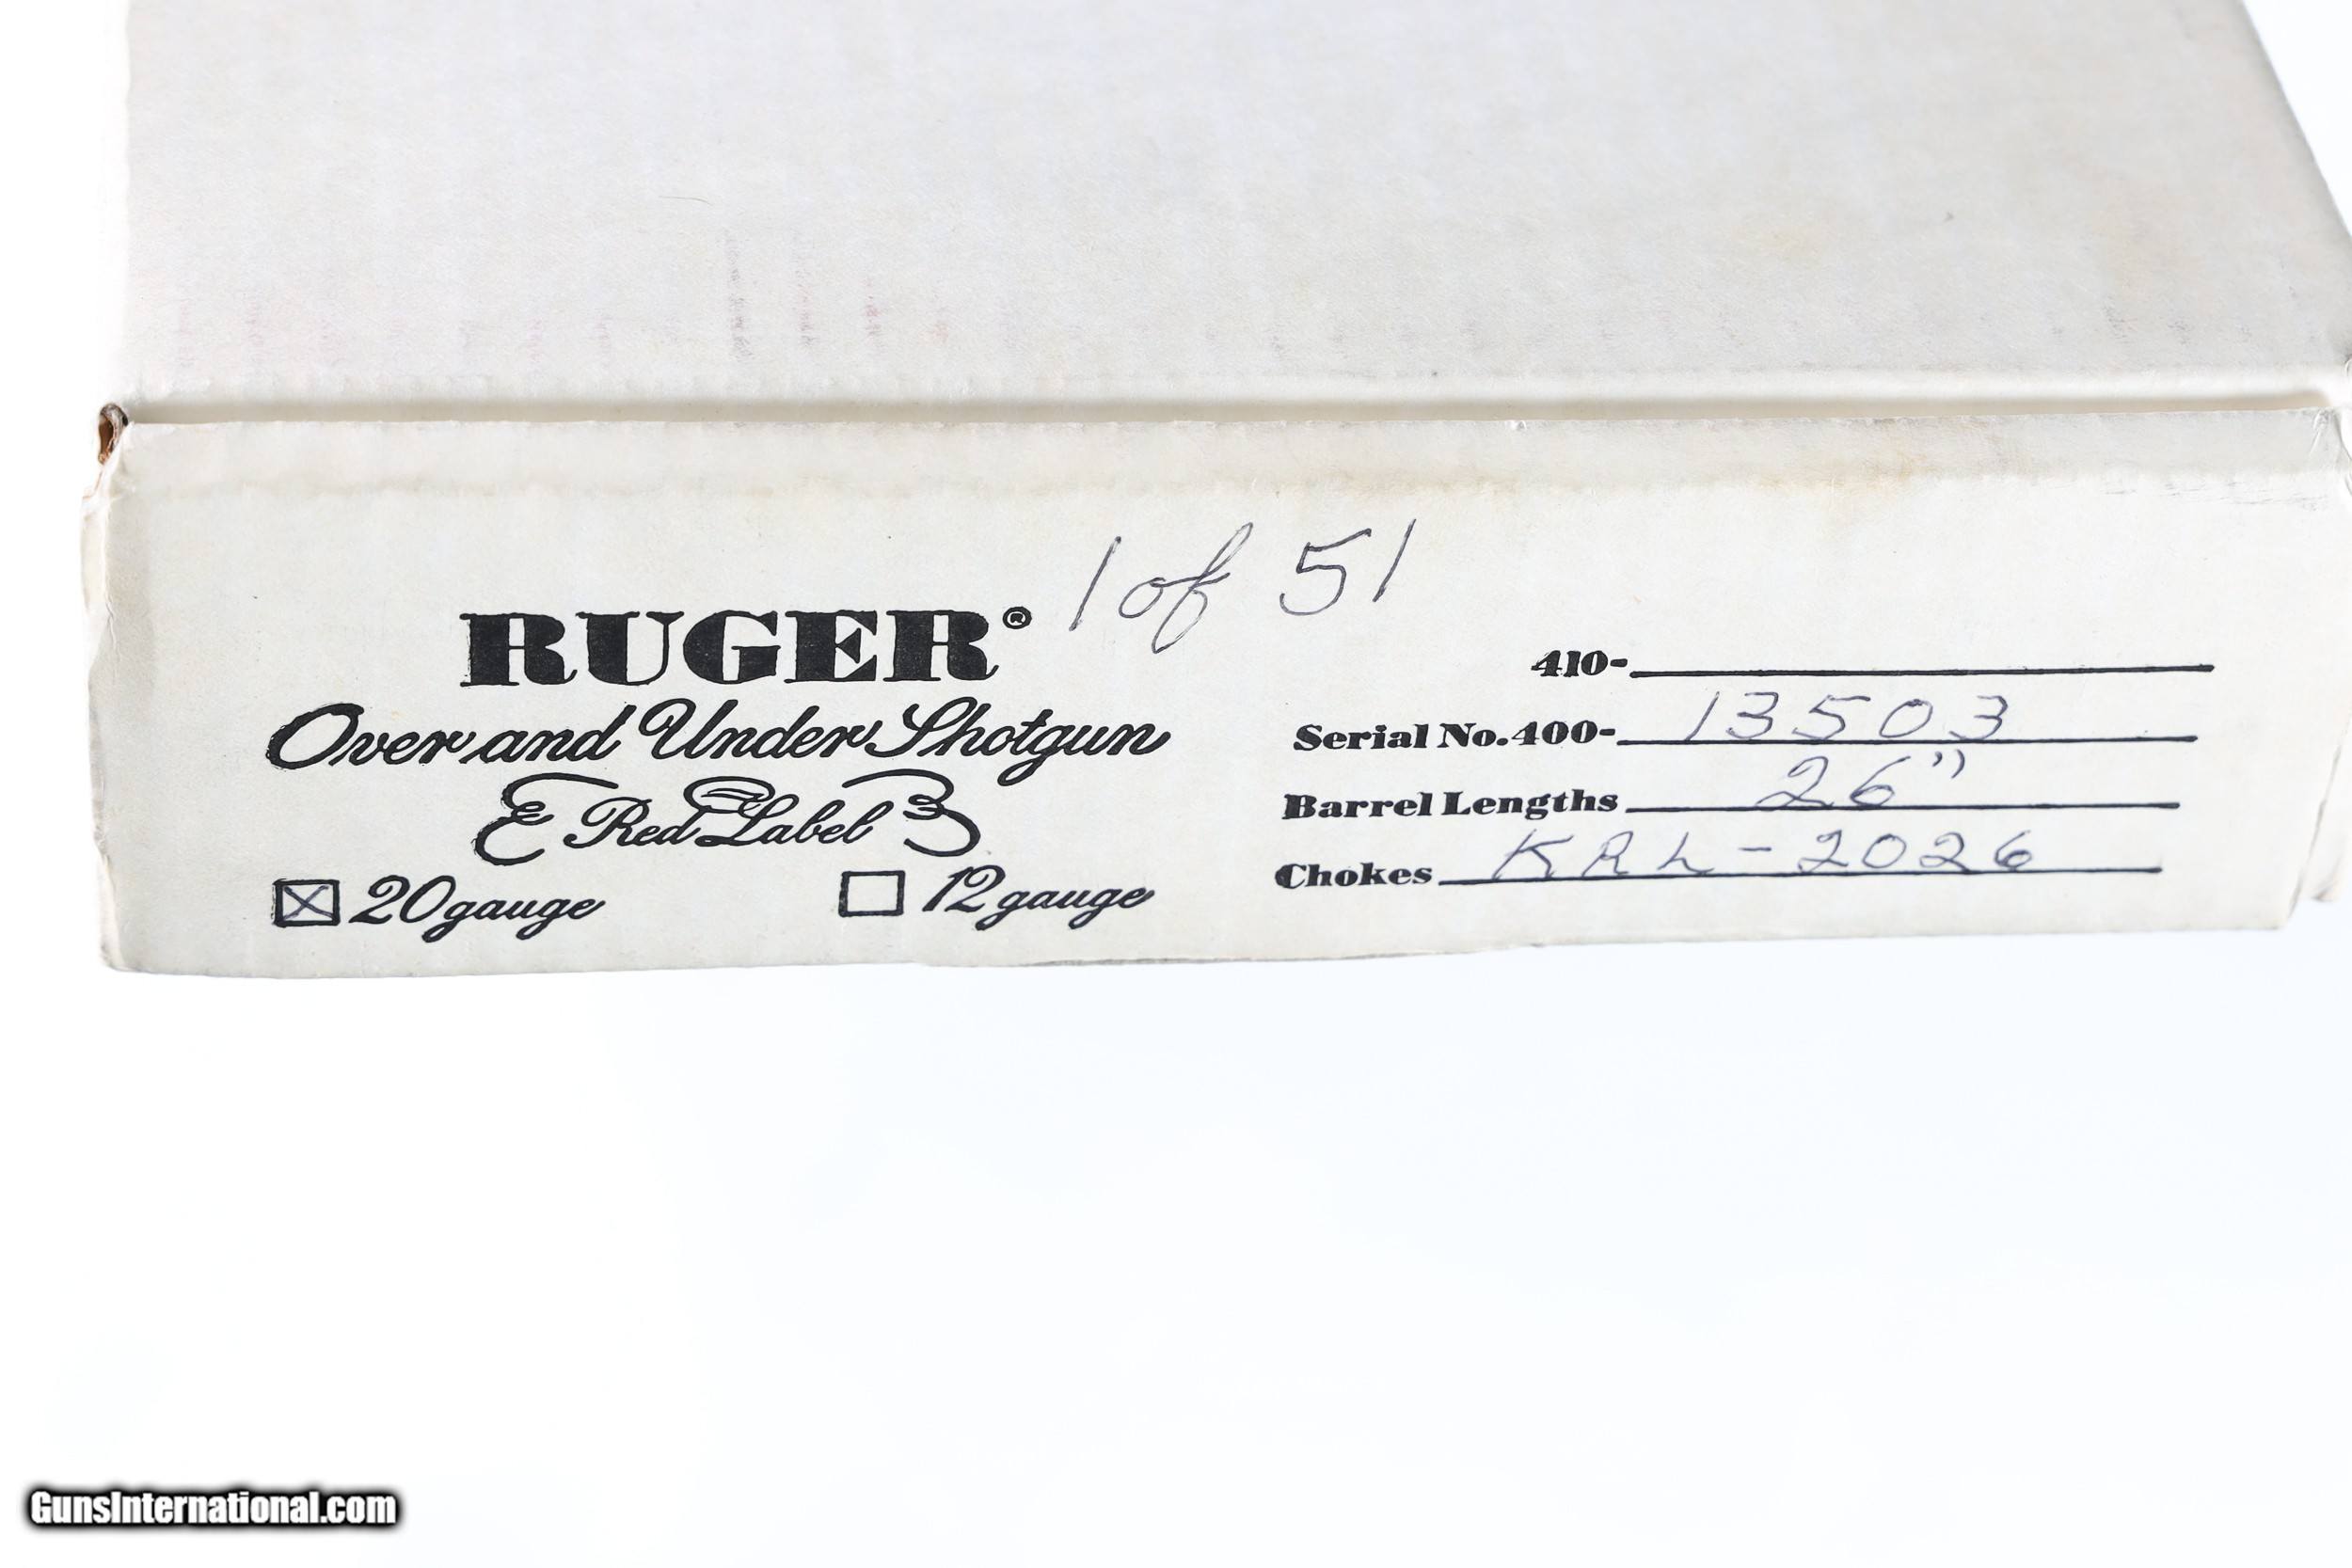 1 of 51
RUGER®
Over and Under Shotgun
Red Label
20 gauge 12 gauge
410-
Serial No. 400- 13503
Barrel Lengths 26"
Chokes KRL-2026
GunsInternational.com